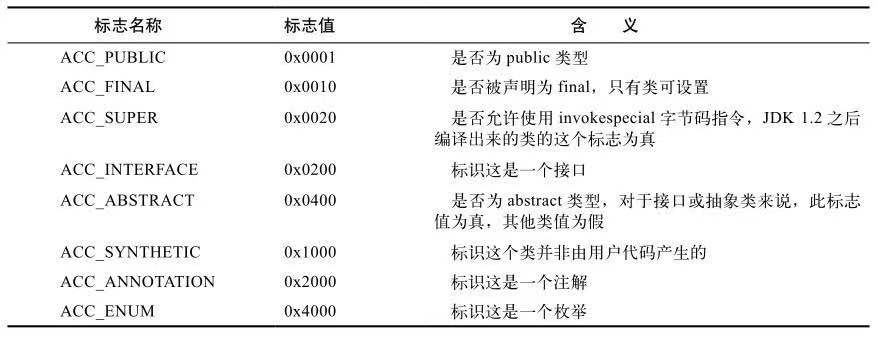 标志名称 标志值 含 义
ACC_PUBLIC 0x0001 是否为 public 类型
ACC_FINAL 0x0010 是否被声明为 final，只有类可设置
ACC_SUPER 0x0020 是否允许使用 invokespecial 字节码指令，JDK 1.2 之后
编译出来的类的这个标志为真
ACC_INTERFACE 0x0200 标识这是一个接口
ACC_ABSTRACT 0x0400 是否为 abstract 类型，对于接口或抽象类来说，此标志
值为真，其他类值为假
ACC_SYNTHETIC 0x1000 标识这个类并非由用户代码产生的
ACC_ANNOTATION 0x2000 标识这是一个注解
ACC_ENUM 0x4000 标识这是一个枚举